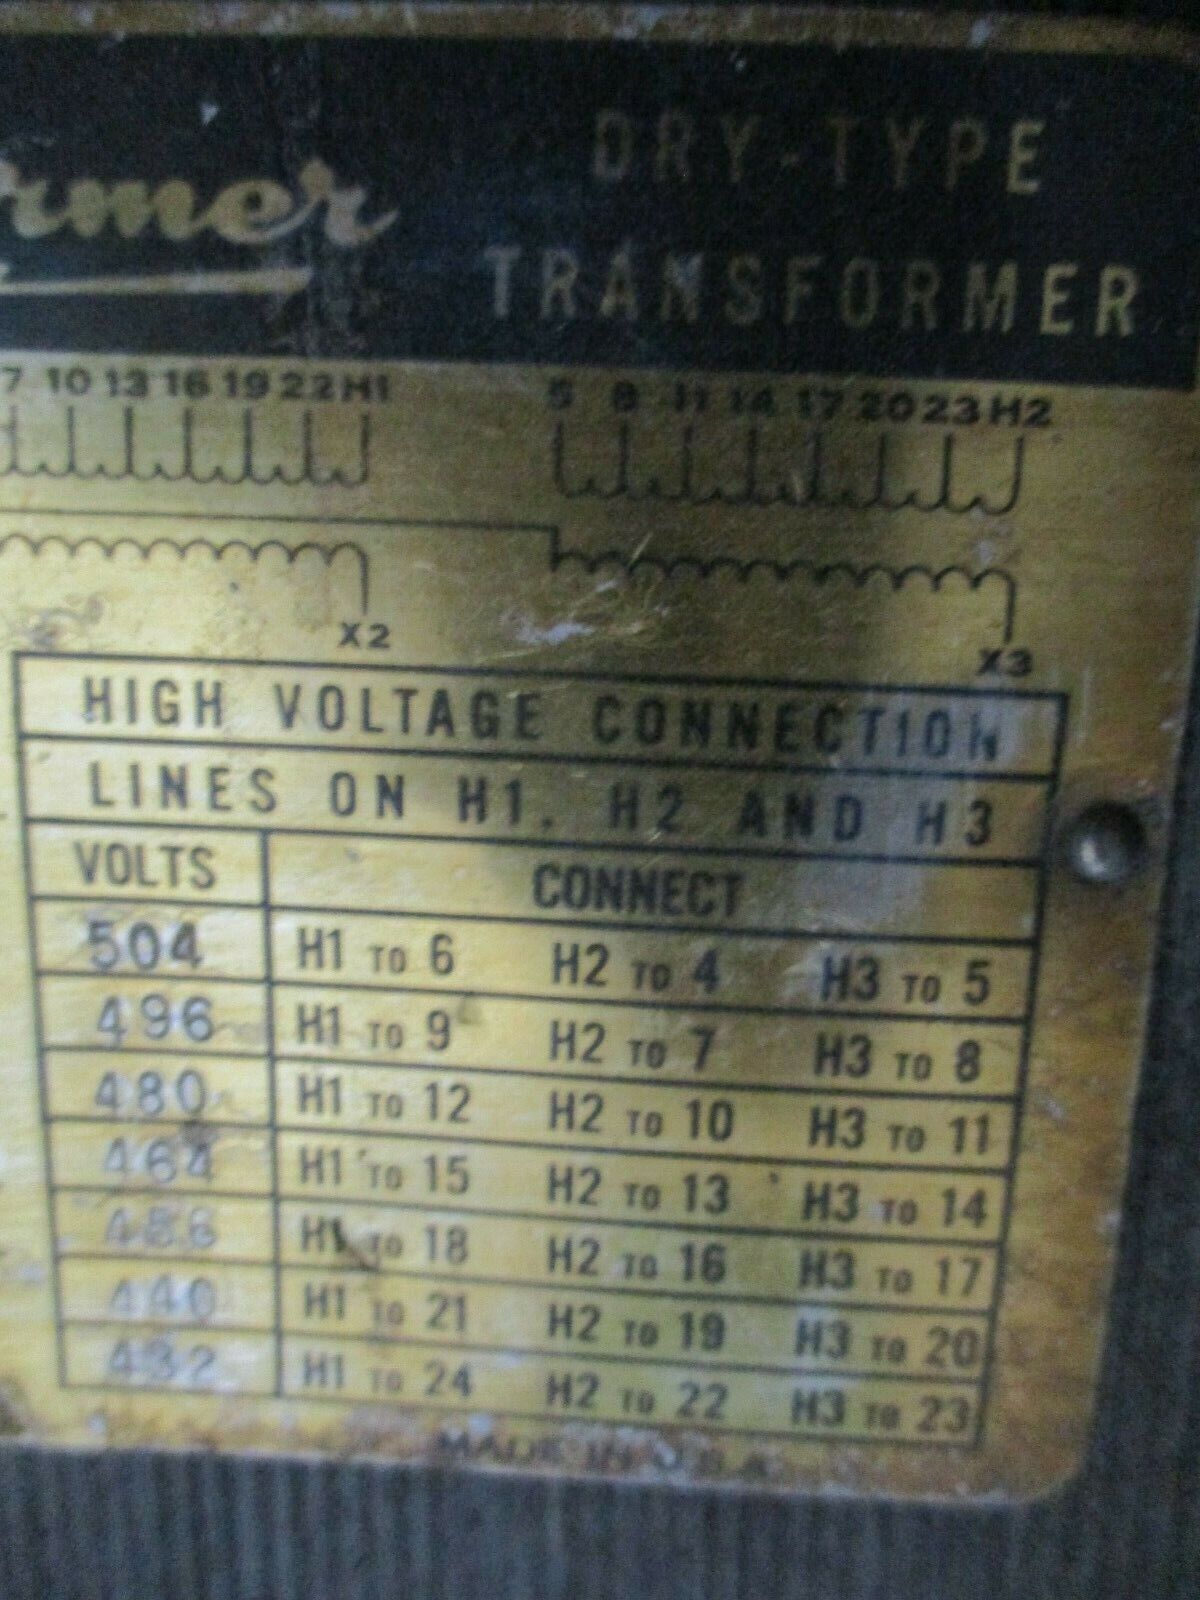 DRY-TYPE
TRANSFORMER
7 10 13 16 19 22 H1
5 8 11 14 17 20 23 H2
X2
X3
HIGH VOLTAGE CONNECTION
LINES ON H1, H2 AND H3
VOLTS CONNECT
504 H1 TO 6 H2 TO 4 H3 TO 5
496 H1 TO 9 H2 TO 7 H3 TO 8
480 H1 TO 12 H2 TO 10 H3 TO 11
464 H1 TO 15 H2 TO 13 H3 TO 14
H1 TO 18 H2 TO 16 H3 TO 17
440 H1 TO 21 H2 TO 19 H3 TO 20
432 H1 TO 24 H2 TO 22 H3 TO 23
MADE IN U.S.A.